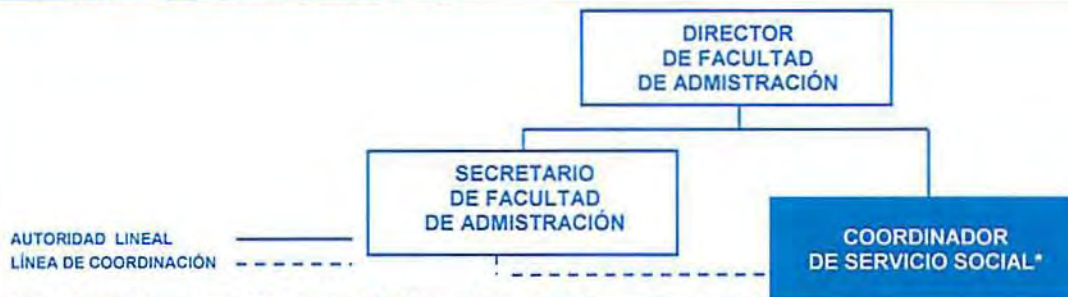 DIRECTOR
DE FACULTAD
DE ADMISTRACIÓN
SECRETARIO
DE FACULTAD
DE ADMISTRACIÓN
AUTORIDAD LINEAL
LÍNEA DE COORDINACIÓN
COORDINADOR
DE SERVICIO SOCIAL*